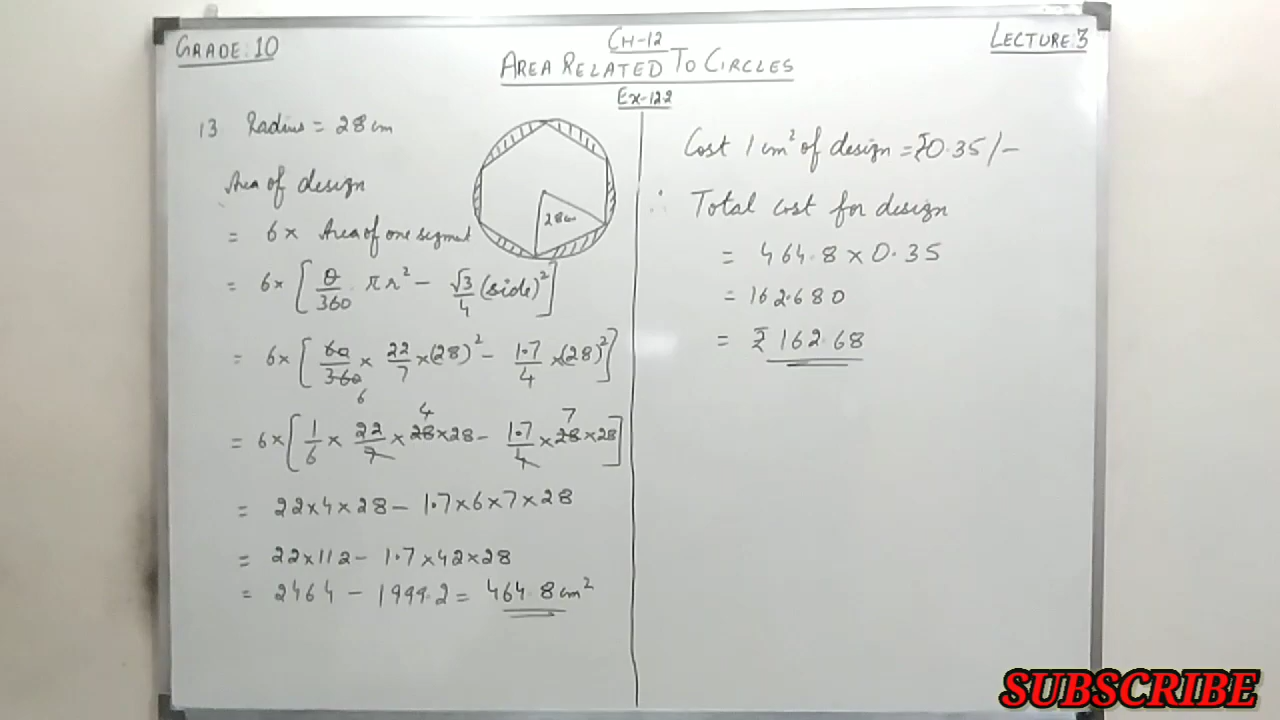 GRADE: 10
CH-12
LECTURE 3
AREA RELATED TO CIRCLES
Ex-12.2
13 Radius = 28 cm
Area of design
= 6 × Area of one segment
28cm
= 6 × [θ/360 πr² − √3/4 (side)²]
= 6 × [60/360 × 22/7 × (28)² − 1.7/4 × (28)²]
6
4 7
= 6 × [1/6 × 22/7 × 28 × 28 − 1.7/4 × 28 × 28]
= 22 × 4 × 28 − 1.7 × 6 × 7 × 28
= 22 × 112 − 1.7 × 42 × 28
= 2464 − 1999.2 = 464.8 cm²
Cost 1 cm² of design = ₹0.35/-
∴ Total cost for design
= 464.8 × 0.35
= 162.680
= ₹ 162.68
SUBSCRIBE